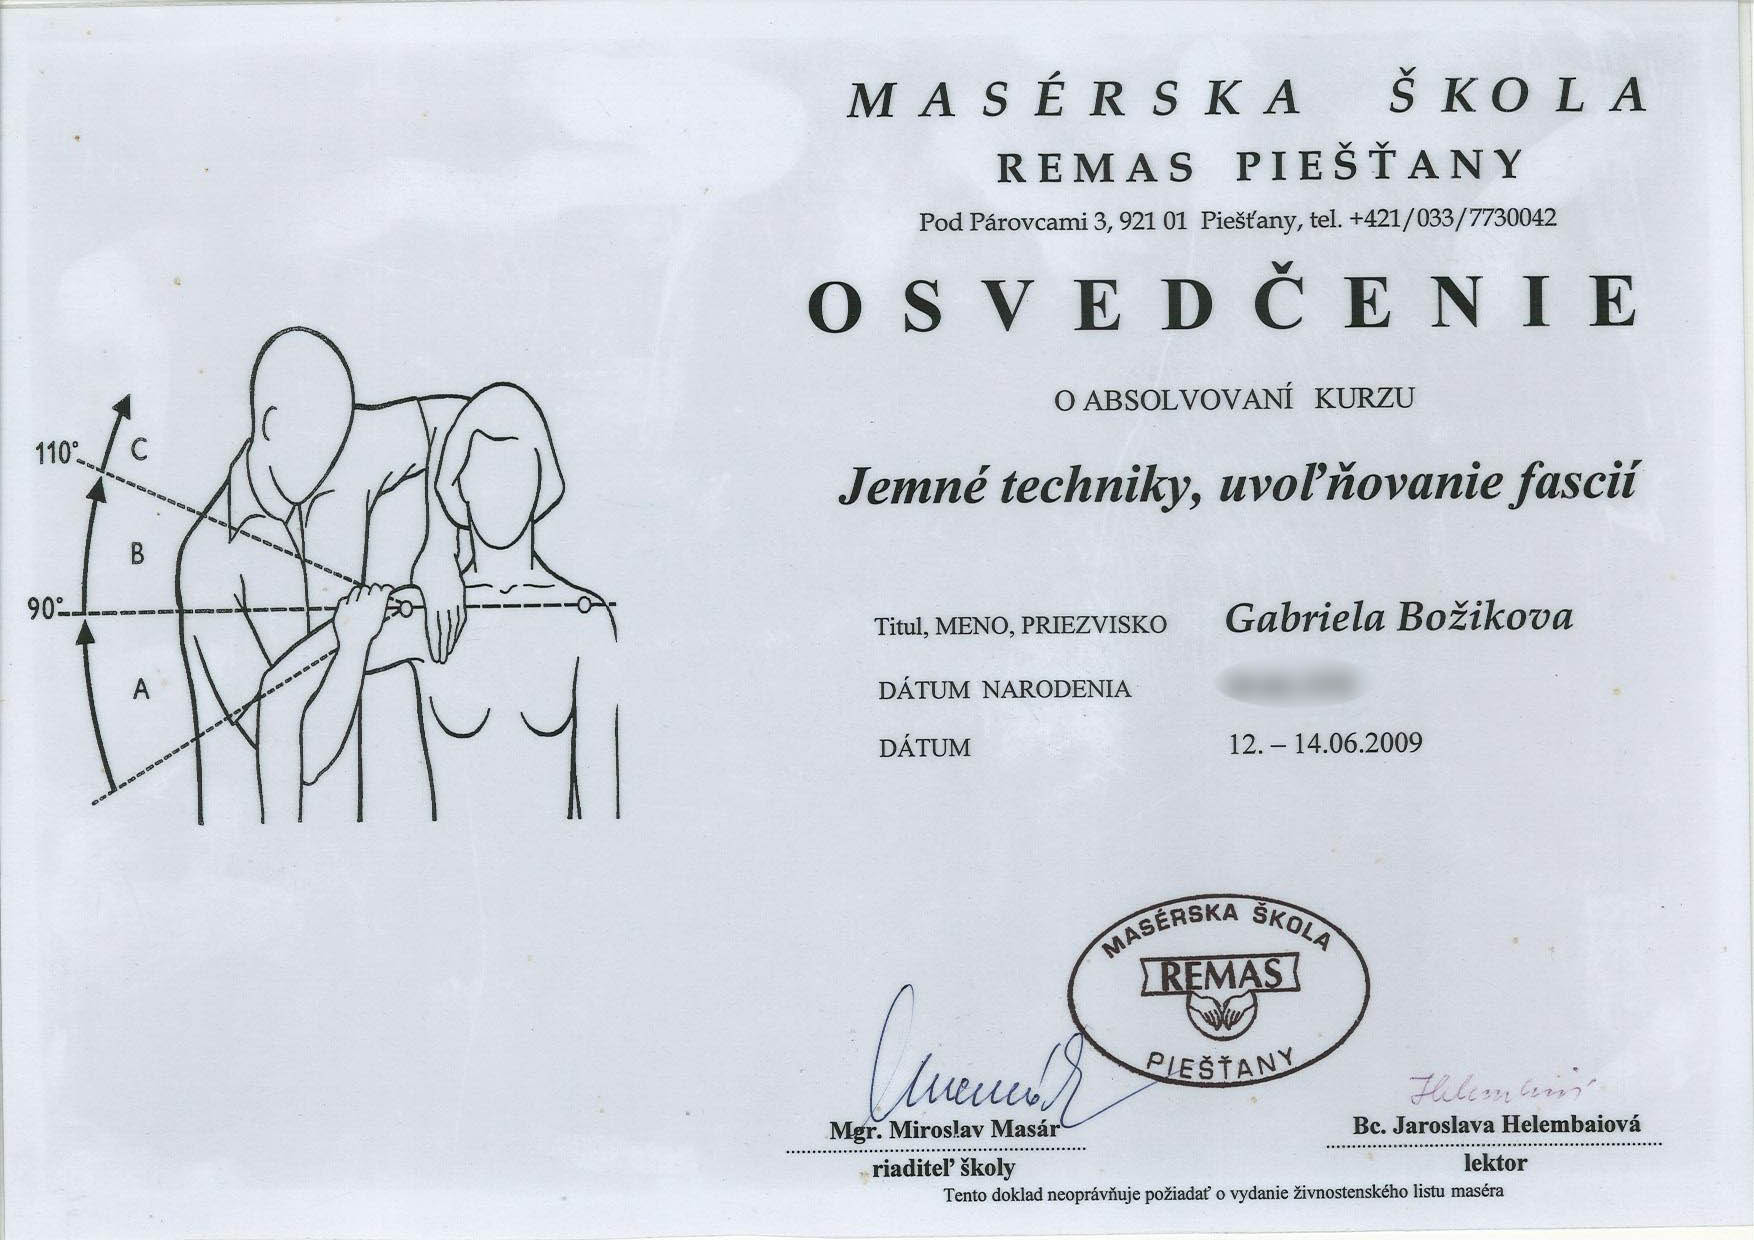 MASÉRSKA ŠKOLA
REMAS PIEŠŤANY
Pod Párovcami 3, 921 01 Piešťany, tel. +421/033/7730042
OSVEDČENIE
O ABSOLVOVANÍ KURZU
Jemné techniky, uvoľňovanie fascií
Titul, MENO, PRIEZVISKO Gabriela Božikova
DÁTUM NARODENIA
DÁTUM 12. – 14.06.2009
110° C
B
90°
A
MASÉRSKA ŠKOLA
REMAS
PIEŠŤANY
Mgr. Miroslav Masár
riaditeľ školy
Helembaiová
Bc. Jaroslava Helembaiová
lektor
Tento doklad neoprávňuje požiadať o vydanie živnostenského listu maséra